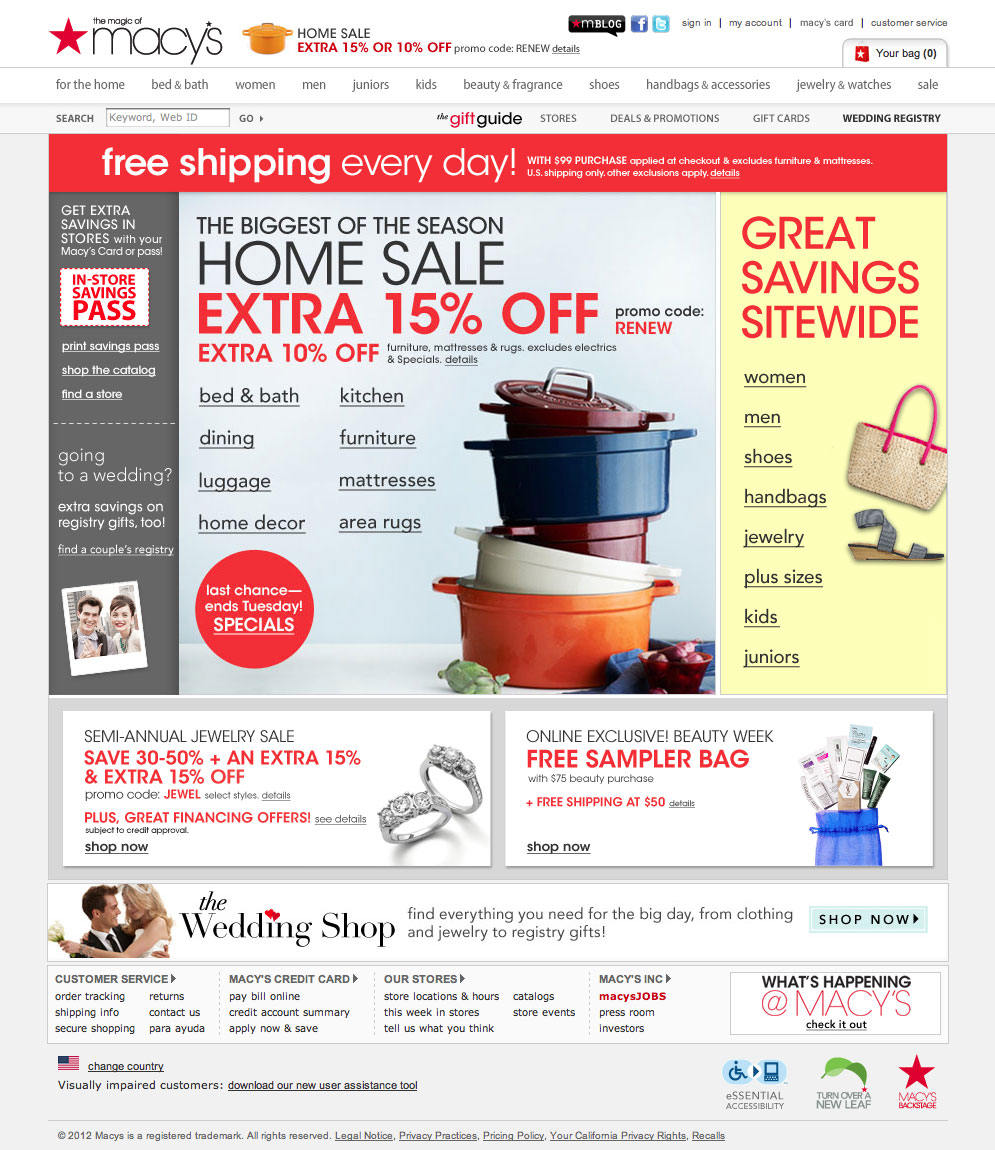 the magic of
macy's
HOME SALE
EXTRA 15% OR 10% OFF promo code: RENEW details
mBLOG
sign in | my account | macy's card | customer service
Your bag (0)
for the home bed & bath women men juniors kids beauty & fragrance shoes handbags & accessories jewelry & watches sale
SEARCH Keyword, Web ID GO
the gift guide STORES DEALS & PROMOTIONS GIFT CARDS WEDDING REGISTRY
free shipping every day!
WITH $99 PURCHASE applied at checkout & excludes furniture & mattresses.
U.S. shipping only. other exclusions apply. details
GET EXTRA
SAVINGS IN
STORES with your
Macy's Card or pass!
IN-STORE
SAVINGS
PASS
print savings pass
shop the catalog
find a store
going
to a wedding?
extra savings on
registry gifts, too!
find a couple's registry
THE BIGGEST OF THE SEASON
HOME SALE
EXTRA 15% OFF
promo code:
RENEW
EXTRA 10% OFF
furniture, mattresses & rugs. excludes electrics
& Specials. details
bed & bath kitchen
dining furniture
luggage mattresses
home decor area rugs
last chance—
ends Tuesday!
SPECIALS
GREAT
SAVINGS
SITEWIDE
women
men
shoes
handbags
jewelry
plus sizes
kids
juniors
SEMI-ANNUAL JEWELRY SALE
SAVE 30-50% + AN EXTRA 15%
& EXTRA 15% OFF
promo code: JEWEL select styles. details
PLUS, GREAT FINANCING OFFERS! see details
subject to credit approval.
shop now
ONLINE EXCLUSIVE! BEAUTY WEEK
FREE SAMPLER BAG
with $75 beauty purchase
+ FREE SHIPPING AT $50 details
shop now
the
Wedding Shop
find everything you need for the big day, from clothing
and jewelry to registry gifts!
SHOP NOW
CUSTOMER SERVICE
order tracking returns
shipping info contact us
secure shopping para ayuda
MACY'S CREDIT CARD
pay bill online
credit account summary
apply now & save
OUR STORES
store locations & hours catalogs
this week in stores store events
tell us what you think
MACY'S INC
macysJOBS
press room
investors
WHAT'S HAPPENING
@MACY'S
check it out
change country
Visually impaired customers: download our new user assistance tool
eSSENTIAL
ACCESSIBILITY
TURN OVER A
NEW LEAF
MACY'S
BACKSTAGE
© 2012 Macys is a registered trademark. All rights reserved. Legal Notice, Privacy Practices, Pricing Policy, Your California Privacy Rights, Recalls